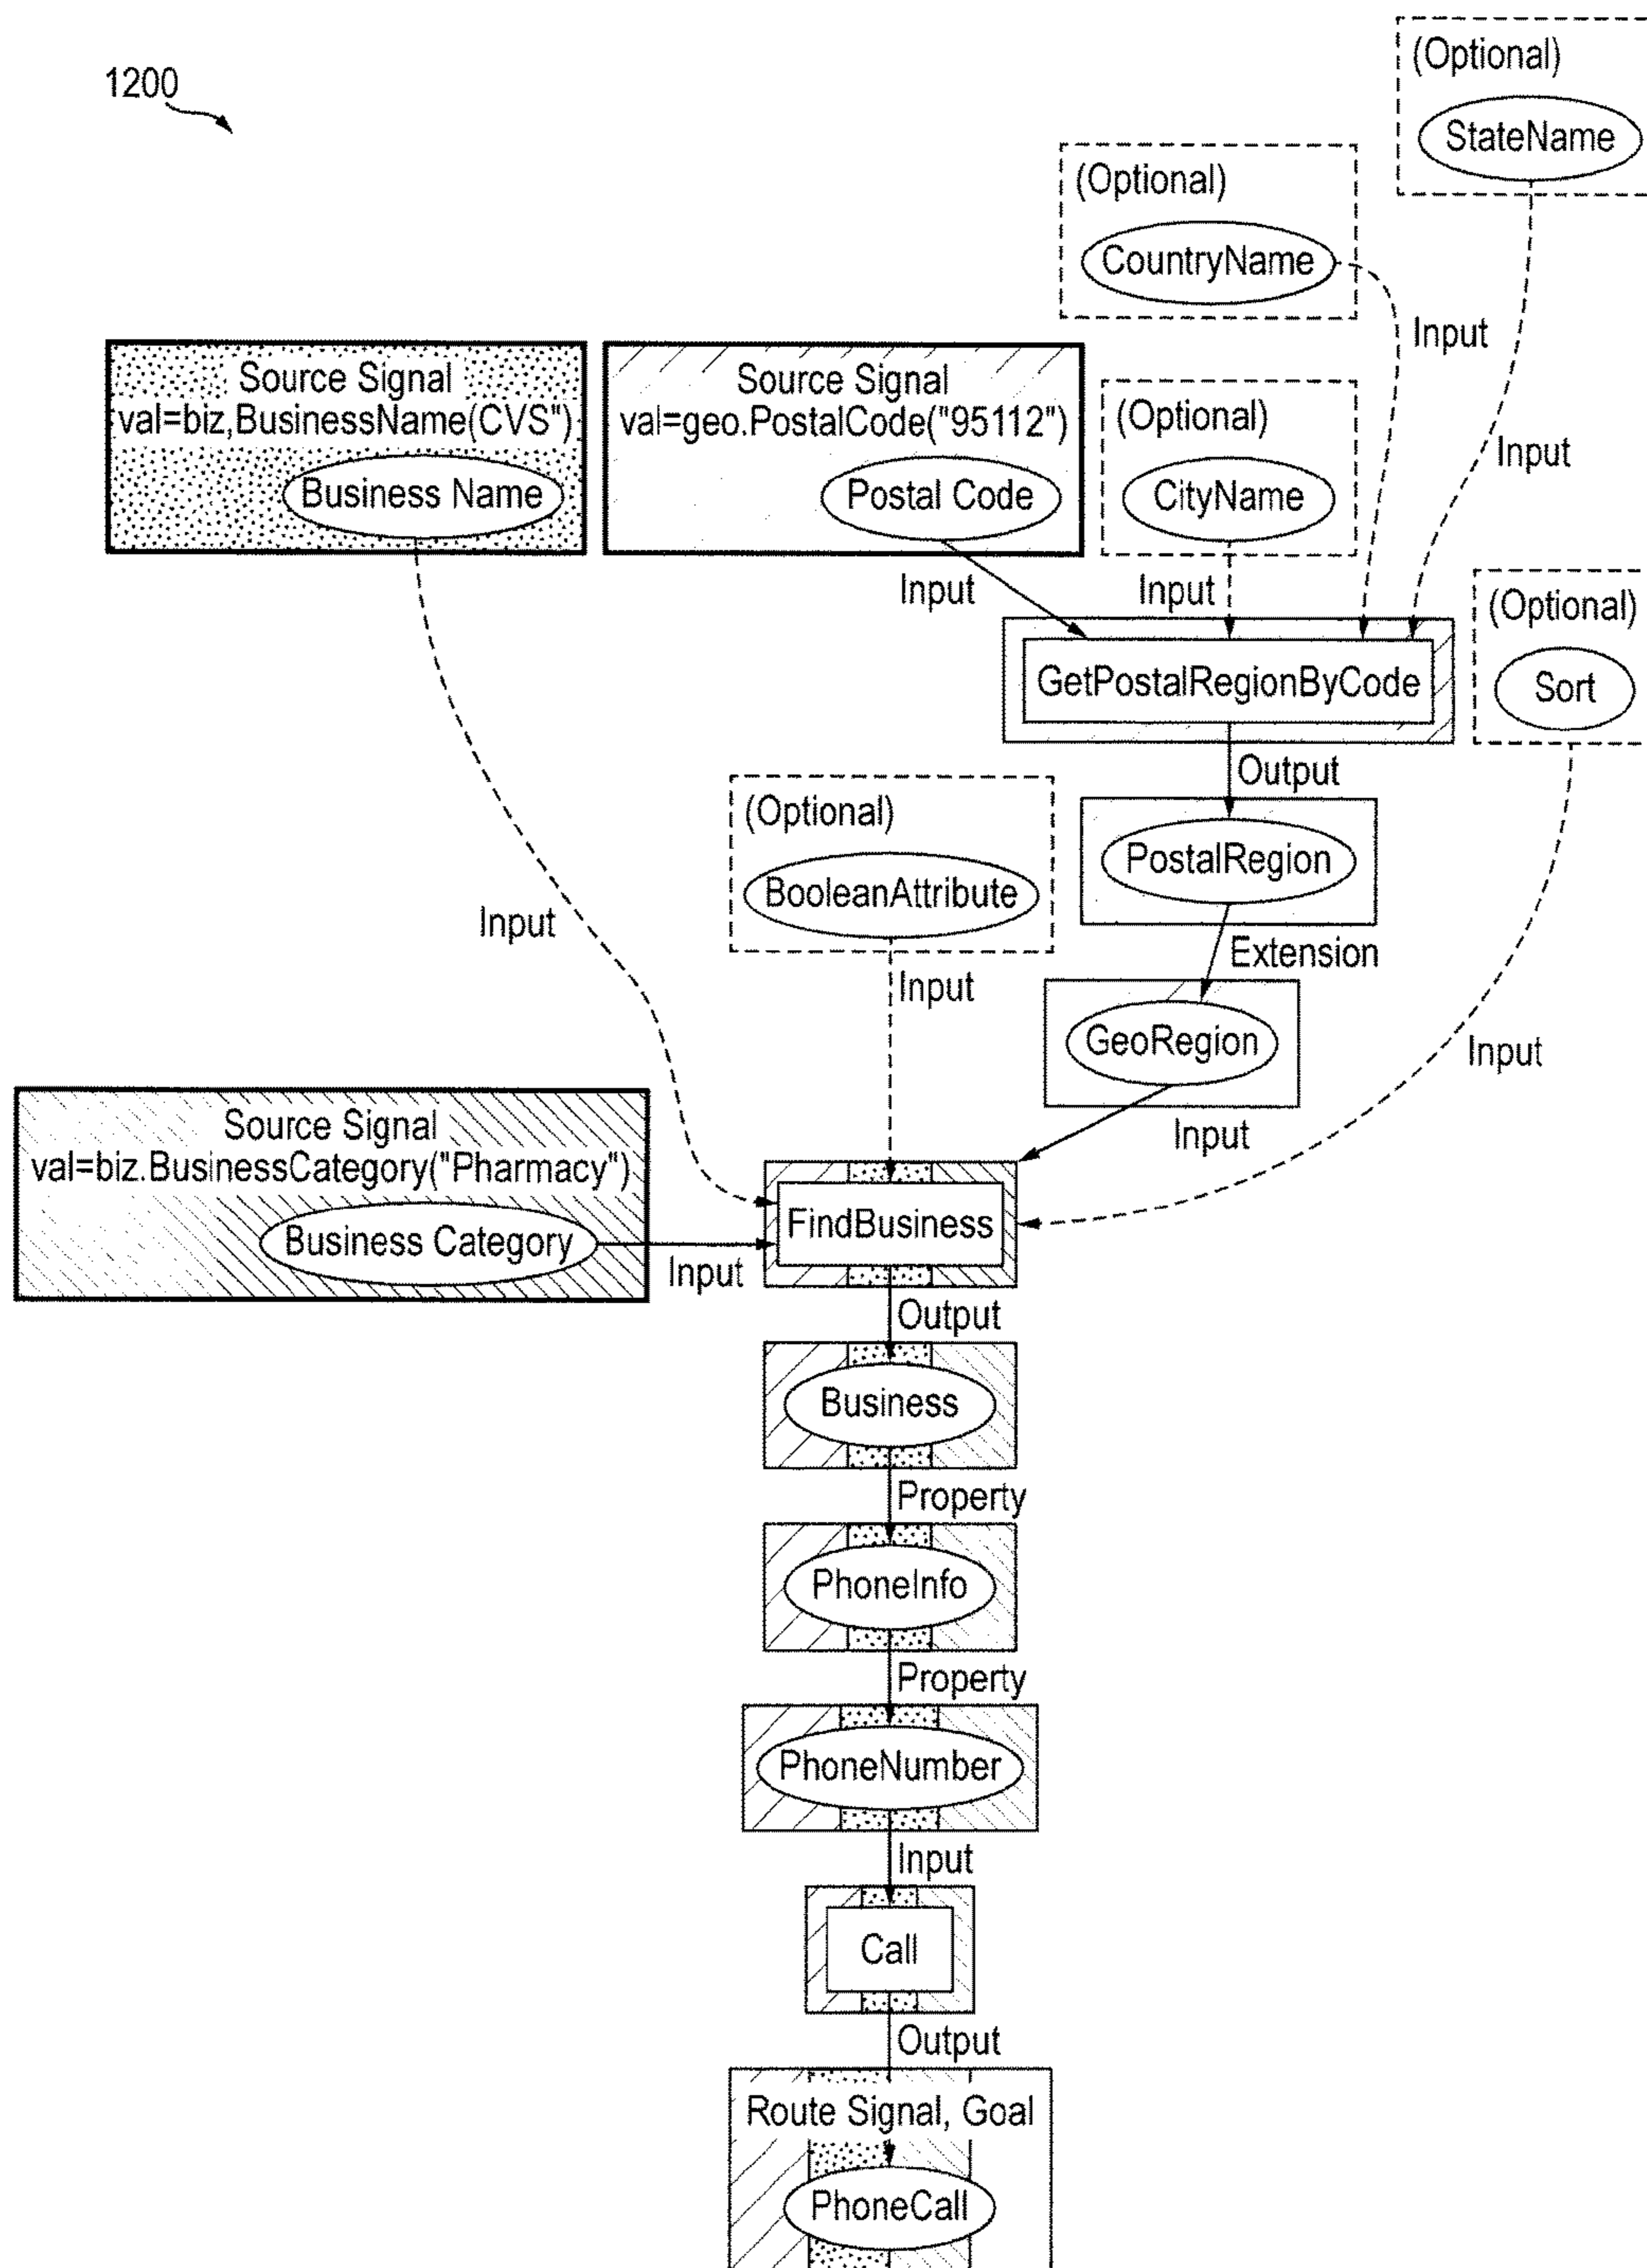 1200
(Optional)
StateName
(Optional)
CountryName
Input
Source Signal
val=biz,BusinessName(CVS")
Business Name
Source Signal
val=geo.PostalCode("95112")
Postal Code
(Optional)
CityName
Input
Input
Input
(Optional)
Sort
GetPostalRegionByCode
Output
(Optional)
BooleanAttribute
PostalRegion
Input
Extension
Input
GeoRegion
Input
Input
Source Signal
val=biz.BusinessCategory("Pharmacy")
Business Category
Input
FindBusiness
Output
Business
Property
PhoneInfo
Property
PhoneNumber
Input
Call
Output
Route Signal, Goal
PhoneCall